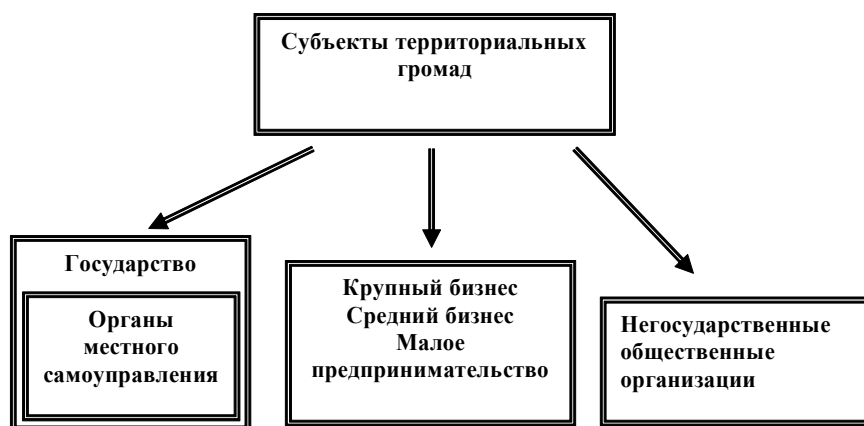 Субъекты территориальных
громад
Государство
Органы
местного
самоуправления
Крупный бизнес
Средний бизнес
Малое
предпринимательство
Негосударственные
общественные
организации